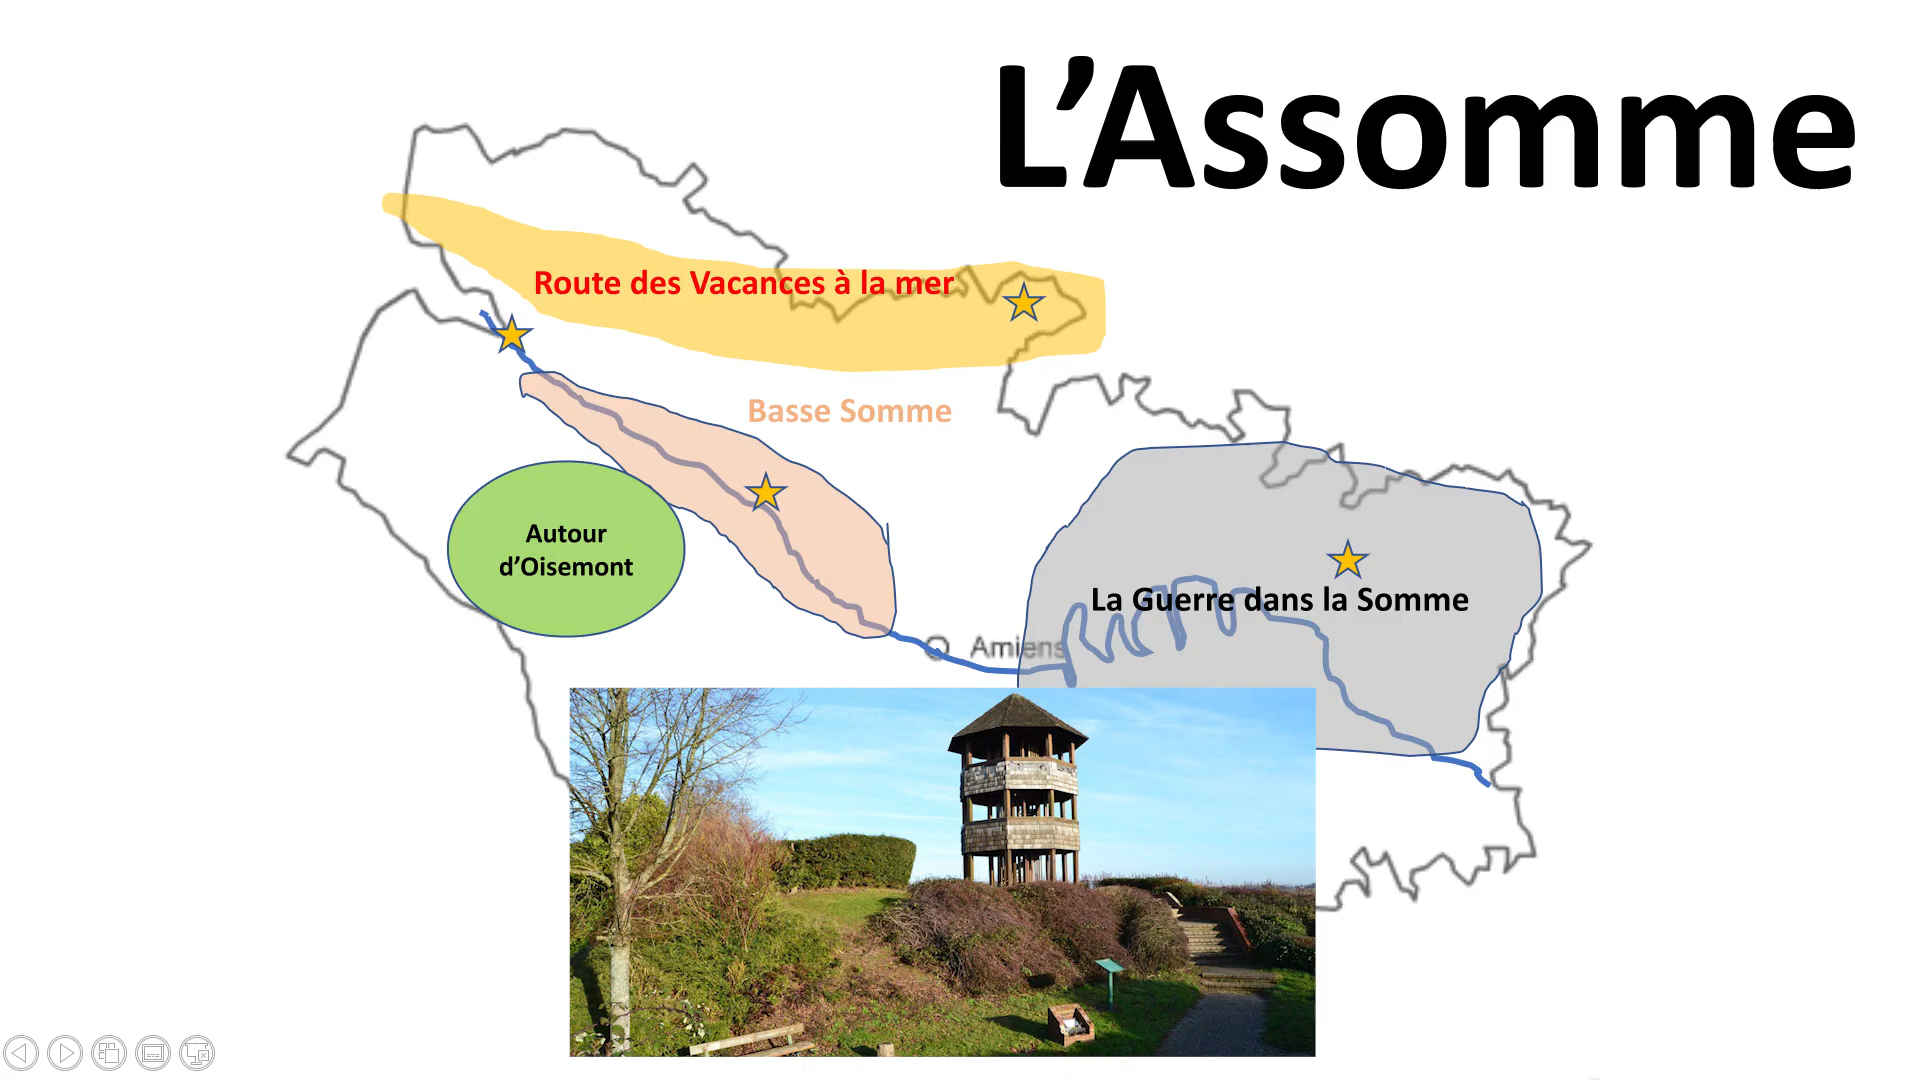 L’Assomme
Route des Vacances à la mer
Basse Somme
Autour
d’Oisemont
La Guerre dans la Somme
Amiens